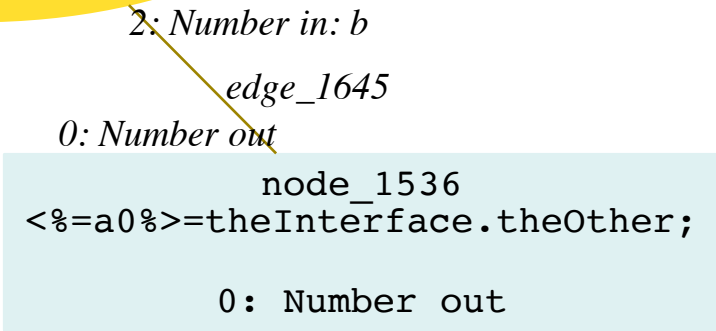 2: Number in: b
edge_1645
0: Number out
node_1536
<%=a0%>=theInterface.theOther;
0: Number out